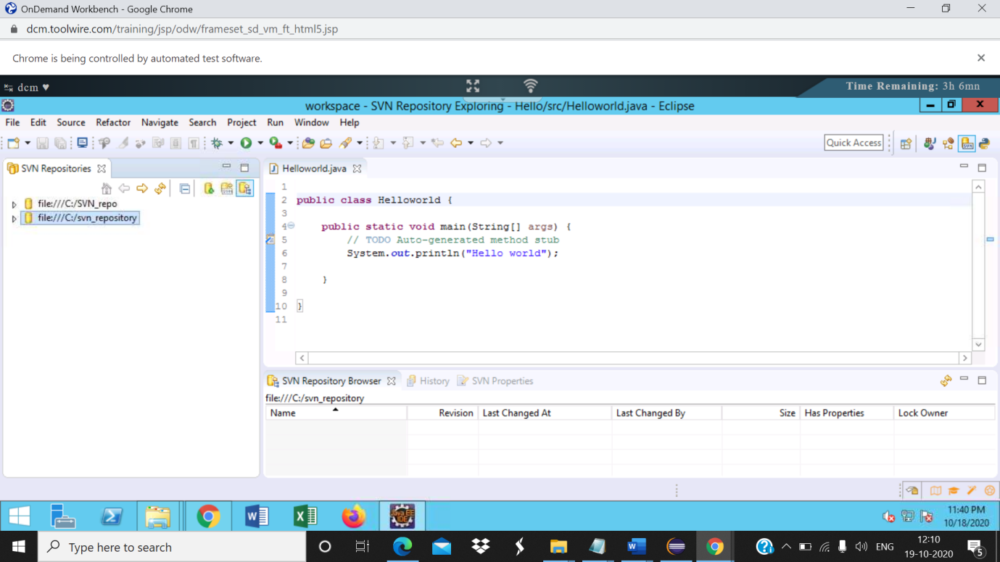 OnDemand Workbench - Google Chrome
dcm.toolwire.com/training/jsp/odw/frameset_sd_vm_ft_html5.jsp
Chrome is being controlled by automated test software.
dcm ♥
Time Remaining: 3h 6mn
workspace - SVN Repository Exploring - Hello/src/Helloworld.java - Eclipse
File Edit Source Refactor Navigate Search Project Run Window Help
Quick Access
SVN Repositories
file:///C:/SVN_repo
file:///C:/svn_repository
Helloworld.java
1
2 public class Helloworld {
3
4 public static void main(String[] args) {
5 // TODO Auto-generated method stub
6 System.out.println("Hello world");
7
8 }
9
10 }
11
SVN Repository Browser History SVN Properties
file:///C:/svn_repository
Name Revision Last Changed At Last Changed By Size Has Properties Lock Owner
Java EE
IDE
11:40 PM
10/18/2020
Type here to search
ENG
12:10
19-10-2020
5